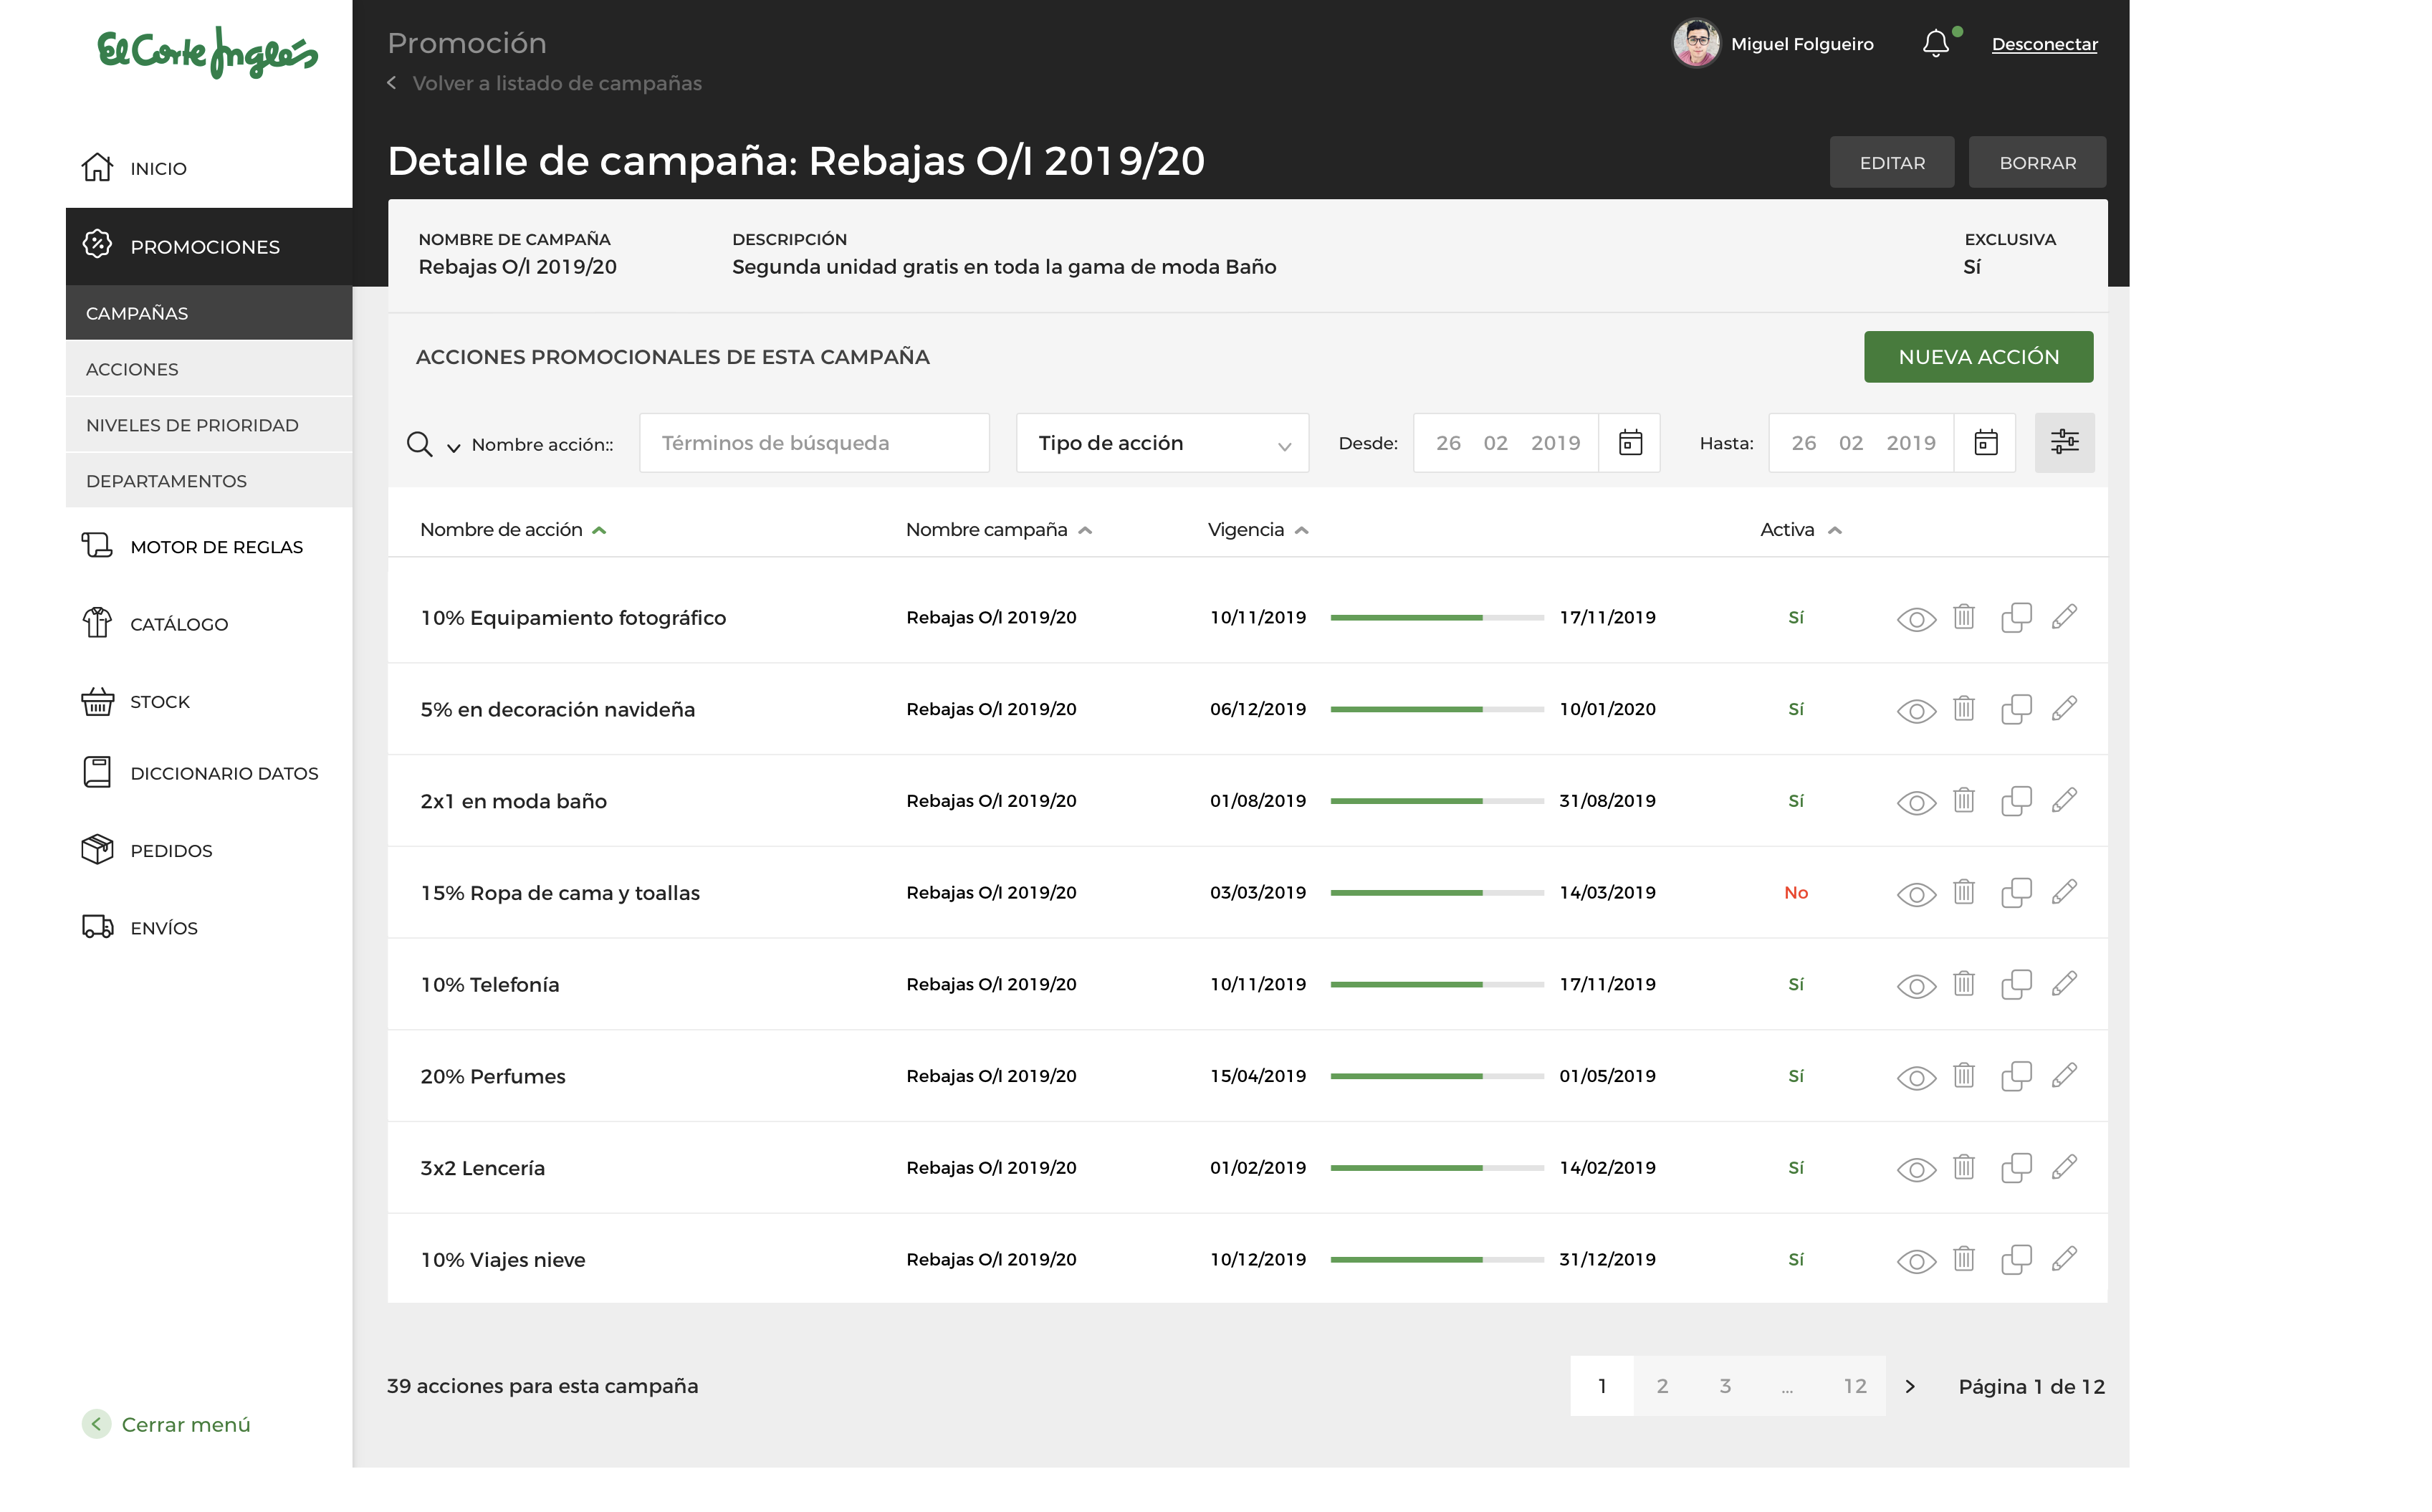 El Corte Inglés
Promoción
Volver a listado de campañas
Miguel Folgueiro
Desconectar
Detalle de campaña: Rebajas O/I 2019/20
EDITAR
BORRAR
INICIO
PROMOCIONES
CAMPAÑAS
ACCIONES
NIVELES DE PRIORIDAD
DEPARTAMENTOS
MOTOR DE REGLAS
CATÁLOGO
STOCK
DICCIONARIO DATOS
PEDIDOS
ENVÍOS
Cerrar menú
NOMBRE DE CAMPAÑA
Rebajas O/I 2019/20
DESCRIPCIÓN
Segunda unidad gratis en toda la gama de moda Baño
EXCLUSIVA
Sí
ACCIONES PROMOCIONALES DE ESTA CAMPAÑA
NUEVA ACCIÓN
Nombre acción:: Términos de búsqueda Tipo de acción Desde: 26 02 2019 Hasta: 26 02 2019
Nombre de acción Nombre campaña Vigencia Activa
10% Equipamiento fotográfico Rebajas O/I 2019/20 10/11/2019 17/11/2019 Sí
5% en decoración navideña Rebajas O/I 2019/20 06/12/2019 10/01/2020 Sí
2x1 en moda baño Rebajas O/I 2019/20 01/08/2019 31/08/2019 Sí
15% Ropa de cama y toallas Rebajas O/I 2019/20 03/03/2019 14/03/2019 No
10% Telefonía Rebajas O/I 2019/20 10/11/2019 17/11/2019 Sí
20% Perfumes Rebajas O/I 2019/20 15/04/2019 01/05/2019 Sí
3x2 Lencería Rebajas O/I 2019/20 01/02/2019 14/02/2019 Sí
10% Viajes nieve Rebajas O/I 2019/20 10/12/2019 31/12/2019 Sí
39 acciones para esta campaña
1 2 3 ... 12
Página 1 de 12